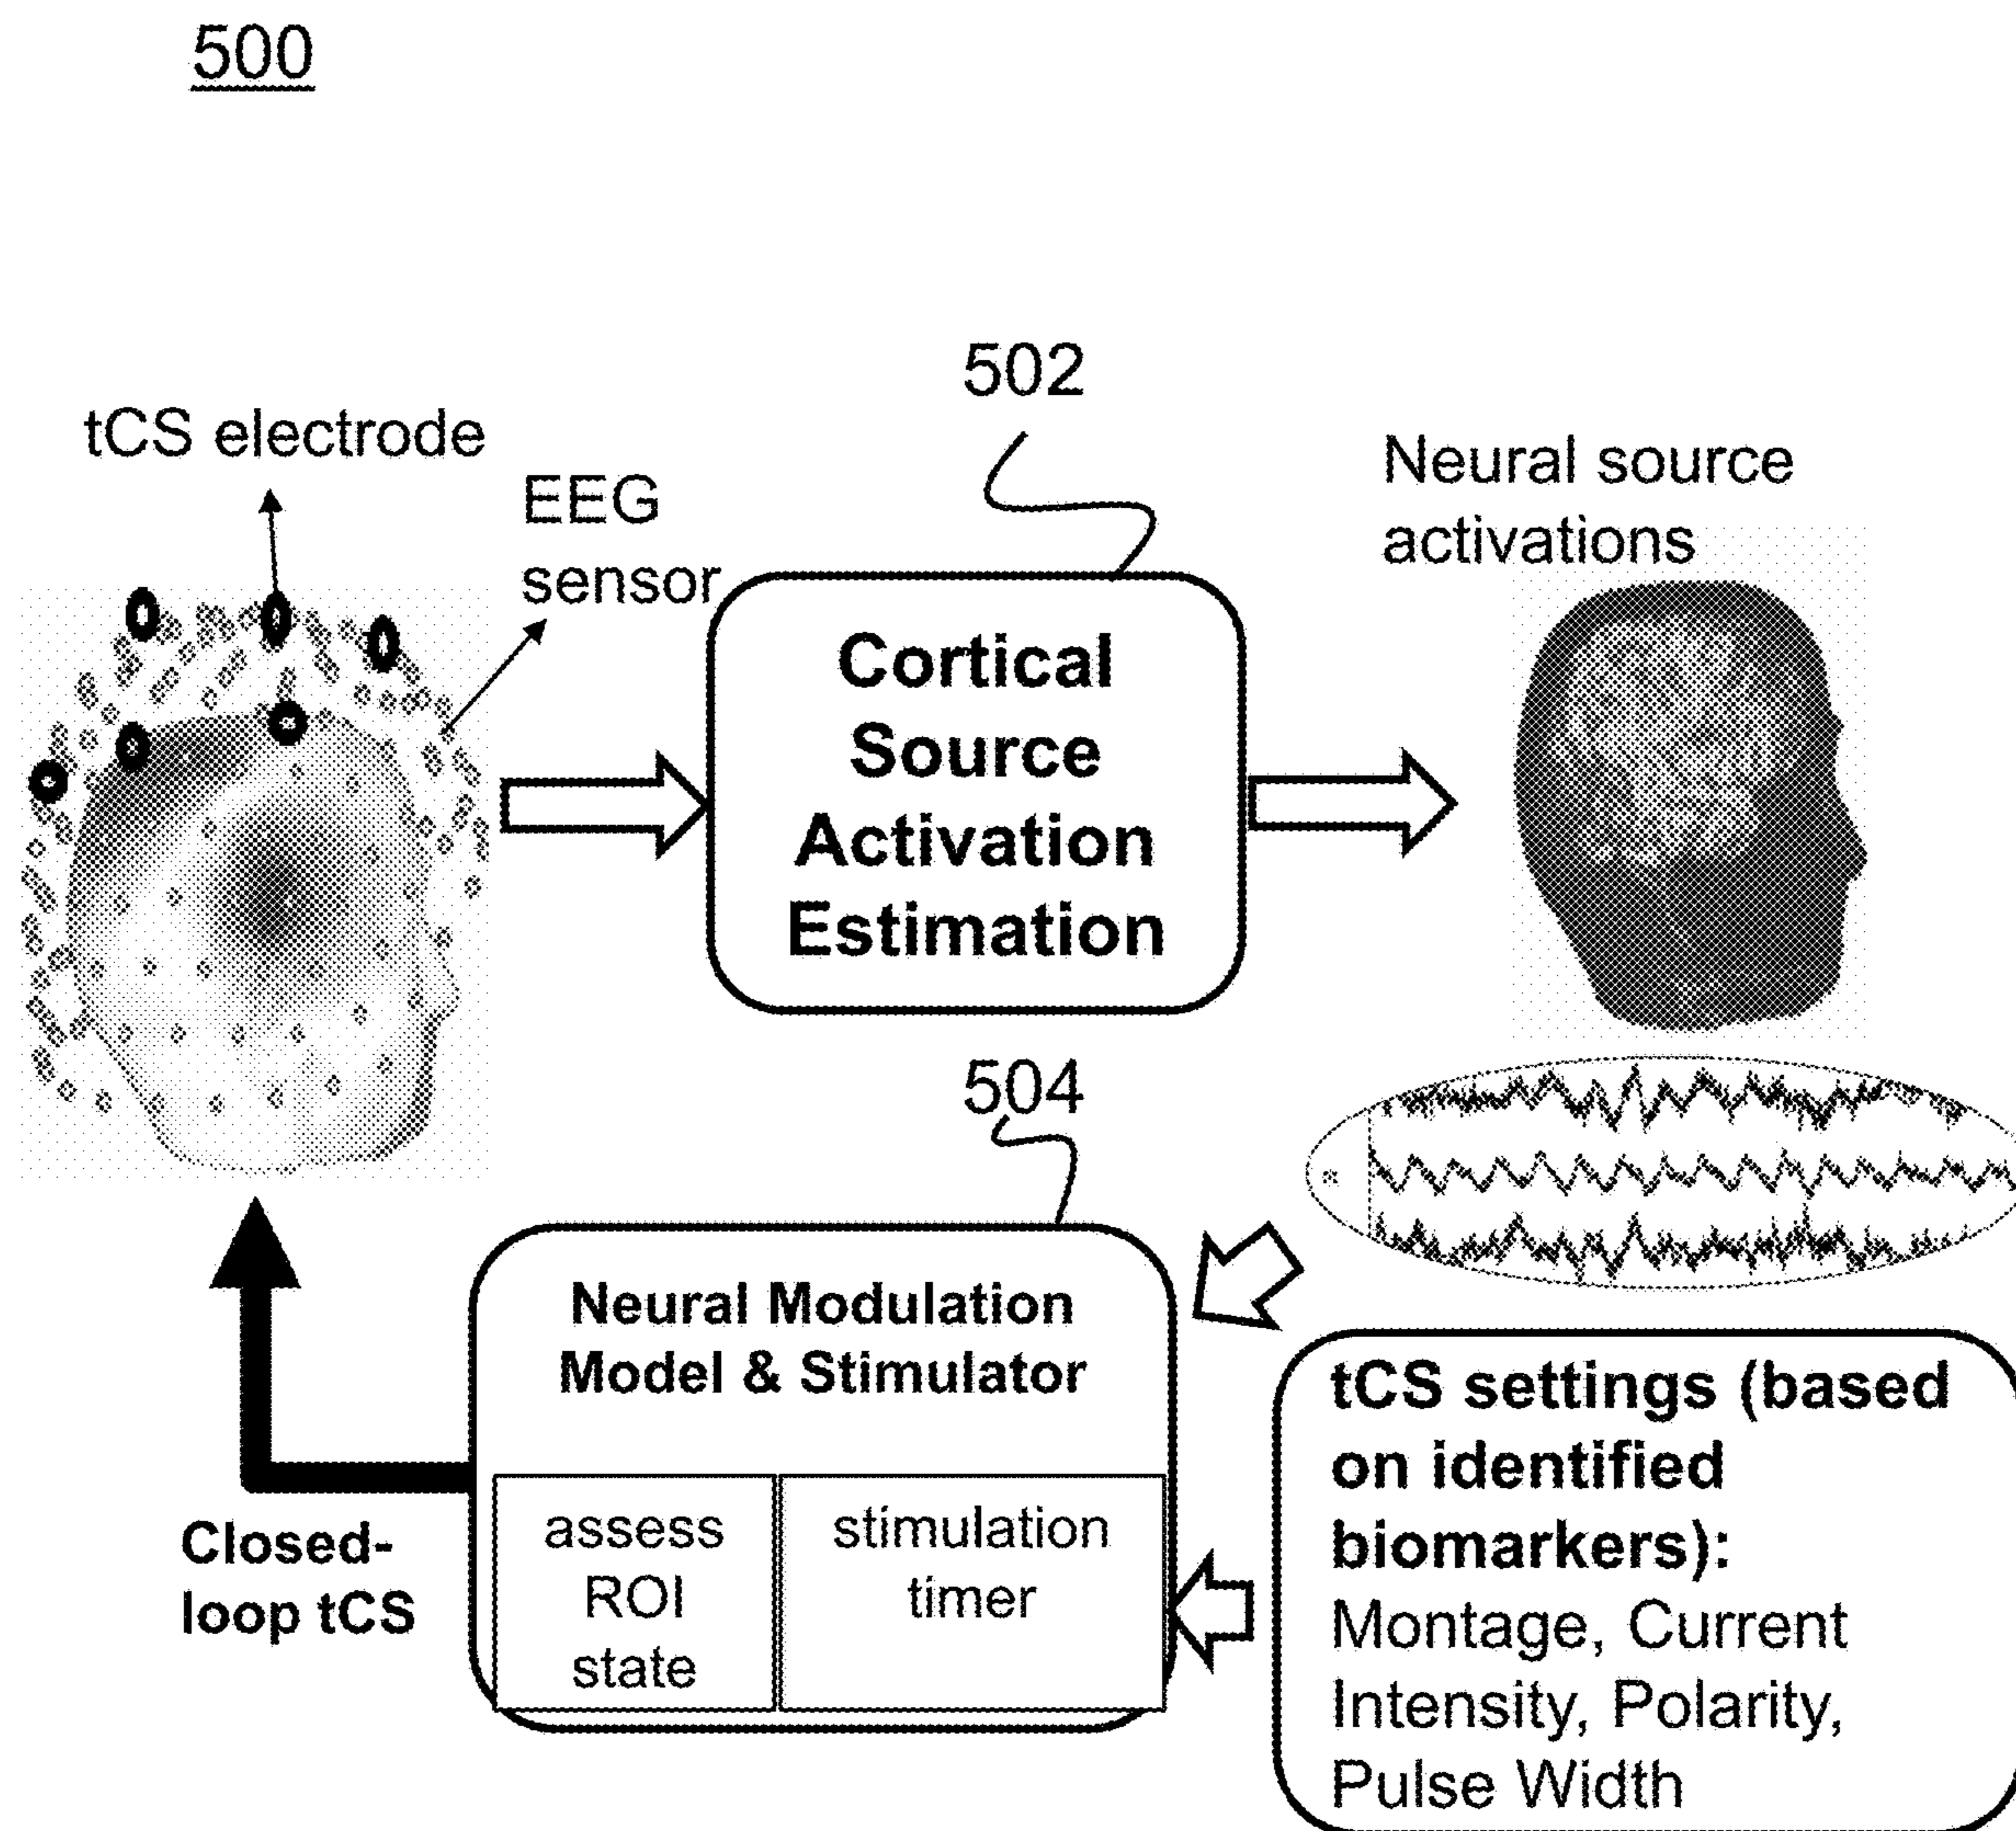 500
502
tCS electrode
EEG
sensor
Neural source
activations
Cortical
Source
Activation
Estimation
504
α
Neural Modulation
Model & Stimulator
assess
ROI
state
stimulation
timer
Closed-
loop tCS
tCS settings (based
on identified
biomarkers):
Montage, Current
Intensity, Polarity,
Pulse Width